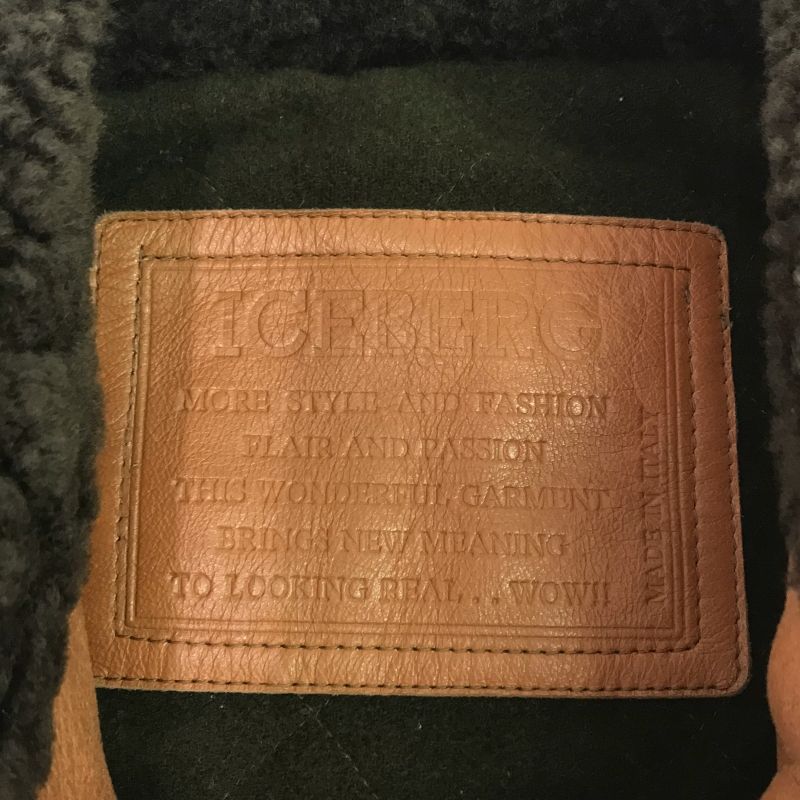 ICEBERG
MORE STYLE AND FASHION
FLAIR AND PASSION
THIS WONDERFUL GARMENT
BRINGS NEW MEANING
TO LOOKING REAL . . WOW!!
MADE IN ITALY